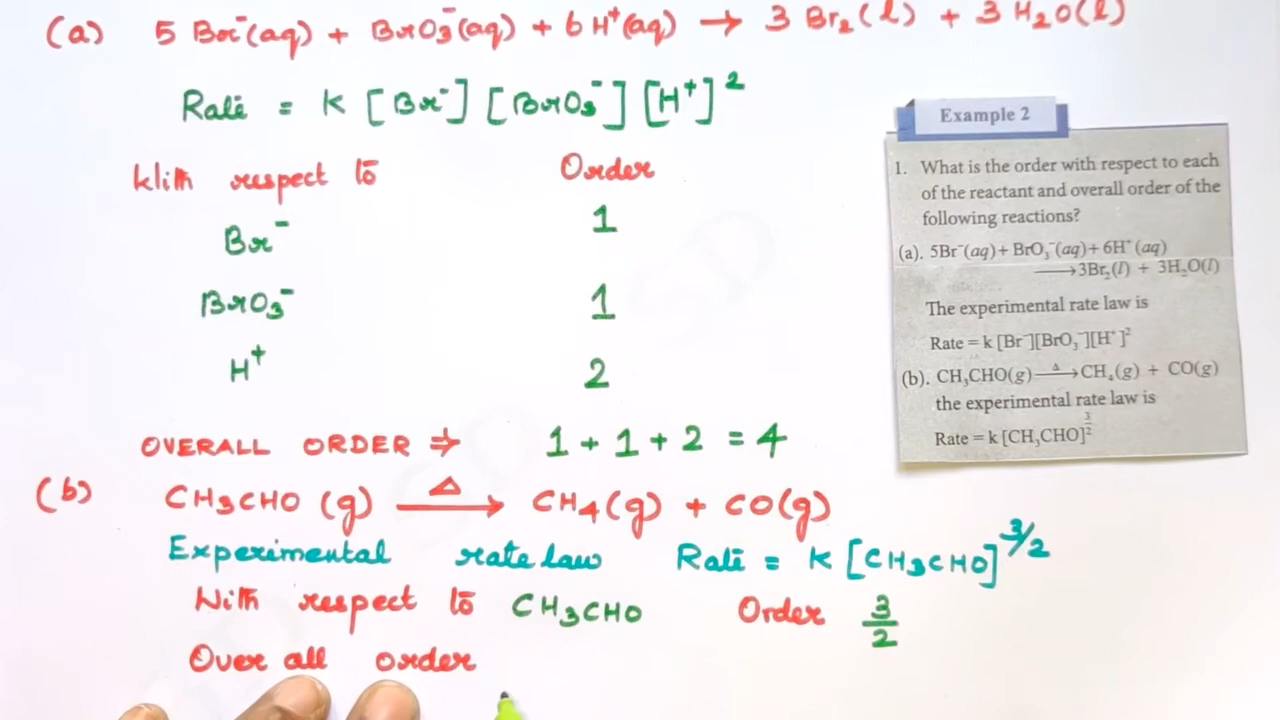 (a) 5 Br⁻(aq) + BrO₃⁻(aq) + 6 H⁺(aq) → 3 Br₂(l) + 3 H₂O(l)
Rate = k [Br⁻] [BrO₃⁻] [H⁺]²
With respect to Order
Br⁻ 1
BrO₃⁻ 1
H⁺ 2
OVERALL ORDER ⇒ 1 + 1 + 2 = 4
(b) CH₃CHO (g) —Δ→ CH₄(g) + CO(g)
Experimental rate law Rate = k [CH₃CHO]^3/2
With respect to CH₃CHO Order 3/2
Over all order
Example 2
1. What is the order with respect to each
of the reactant and overall order of the
following reactions?
(a). 5Br⁻(aq)+ BrO₃⁻(aq)+ 6H⁺(aq)
⟶3Br₂(l) + 3H₂O(l)
The experimental rate law is
Rate = k [Br⁻][BrO₃⁻][H⁺]²
(b). CH₃CHO(g) —Δ→CH₄(g) + CO(g)
the experimental rate law is
Rate = k [CH₃CHO]^3/2